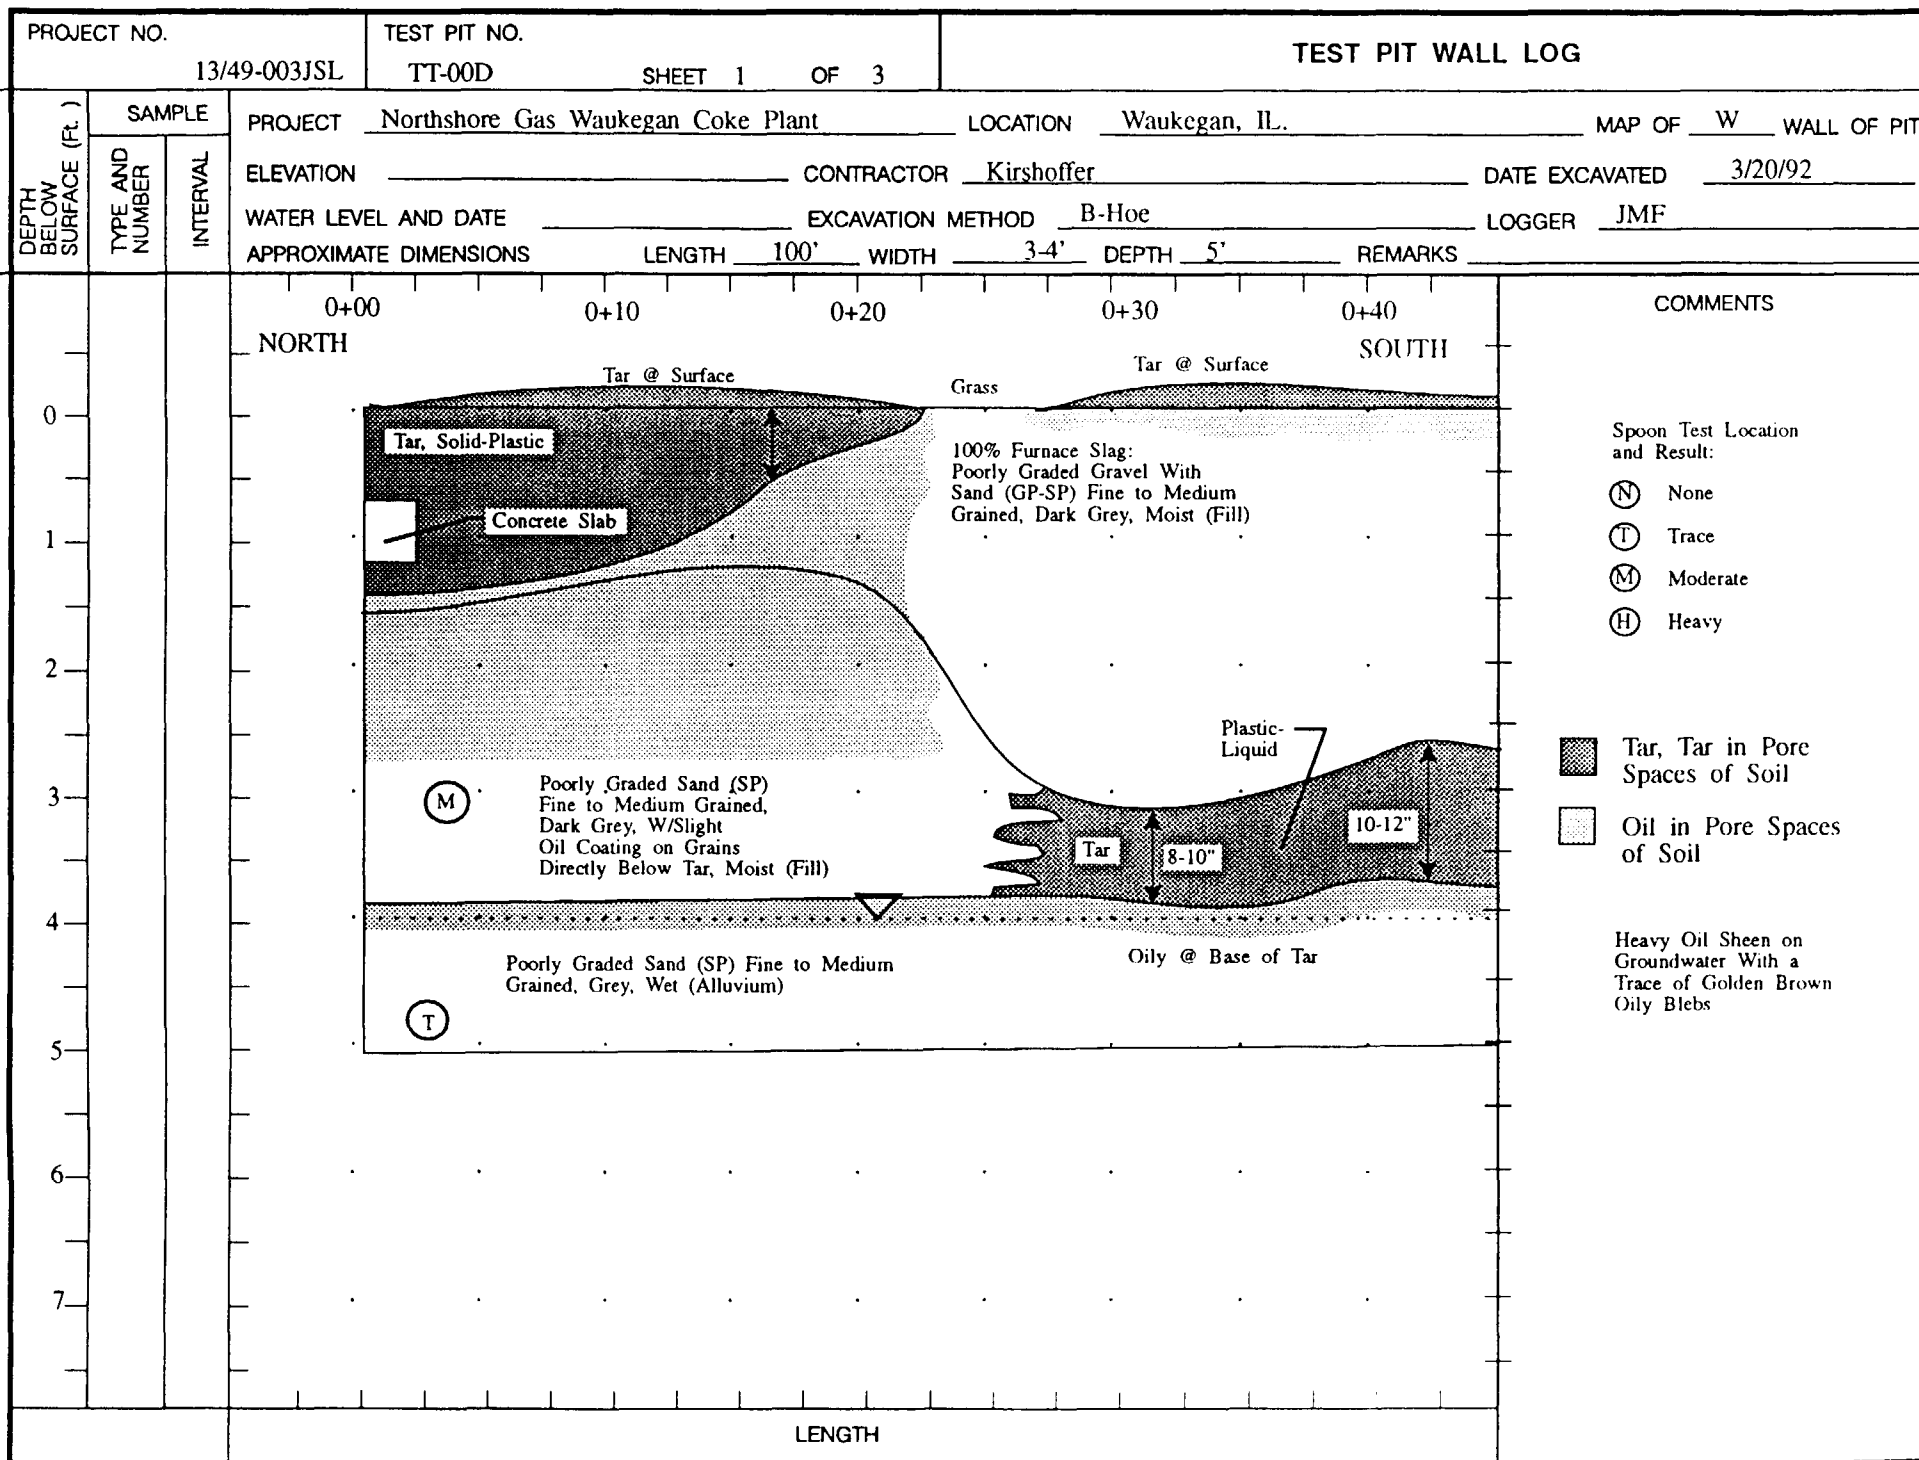 PROJECT NO.
13/49-003JSL
TEST PIT NO.
TT-00D SHEET 1 OF 3
TEST PIT WALL LOG
DEPTH BELOW SURFACE (Ft. )
SAMPLE
TYPE AND NUMBER
INTERVAL
PROJECT Northshore Gas Waukegan Coke Plant LOCATION Waukegan, IL. MAP OF W WALL OF PIT
ELEVATION CONTRACTOR Kirshoffer DATE EXCAVATED 3/20/92
WATER LEVEL AND DATE EXCAVATION METHOD B-Hoe LOGGER JMF
APPROXIMATE DIMENSIONS LENGTH 100' WIDTH 3-4' DEPTH 5' REMARKS
0+00 0+10 0+20 0+30 0+40
NORTH
SOUTH
COMMENTS
Tar @ Surface
Grass
Tar @ Surface
0
1
2
3
4
5
6
7
Tar, Solid-Plastic
Concrete Slab
100% Furnace Slag:
Poorly Graded Gravel With
Sand (GP-SP) Fine to Medium
Grained, Dark Grey, Moist (Fill)
Plastic-
Liquid
M
Poorly Graded Sand (SP)
Fine to Medium Grained,
Dark Grey, W/Slight
Oil Coating on Grains
Directly Below Tar, Moist (Fill)
Tar
8-10"
10-12"
Poorly Graded Sand (SP) Fine to Medium
Grained, Grey, Wet (Alluvium)
Oily @ Base of Tar
T
Spoon Test Location
and Result:
N None
T Trace
M Moderate
H Heavy
Tar, Tar in Pore
Spaces of Soil
Oil in Pore Spaces
of Soil
Heavy Oil Sheen on
Groundwater With a
Trace of Golden Brown
Oily Blebs
LENGTH